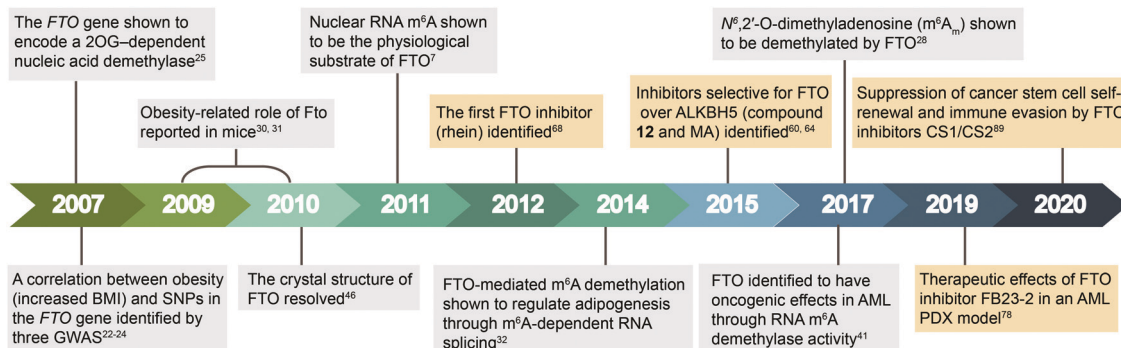 The FTO gene shown to
encode a 2OG–dependent
nucleic acid demethylase²⁵
Obesity-related role of Fto
reported in mice³⁰, ³¹
Nuclear RNA m⁶A shown
to be the physiological
substrate of FTO⁷
The first FTO inhibitor
(rhein) identified⁶⁸
Inhibitors selective for FTO
over ALKBH5 (compound
12 and MA) identified⁶⁰, ⁶⁴
N⁶,2′-O-dimethyladenosine (m⁶Aₘ) shown
to be demethylated by FTO²⁸
Suppression of cancer stem cell self-
renewal and immune evasion by FTO
inhibitors CS1/CS2⁸⁹
2007 2009 2010 2011 2012 2014 2015 2017 2019 2020
A correlation between obesity
(increased BMI) and SNPs in
the FTO gene identified by
three GWAS²²⁻²⁴
The crystal structure of
FTO resolved⁴⁶
FTO-mediated m⁶A demethylation
shown to regulate adipogenesis
through m⁶A-dependent RNA
splicing³²
FTO identified to have
oncogenic effects in AML
through RNA m⁶A
demethylase activity⁴¹
Therapeutic effects of FTO
inhibitor FB23-2 in an AML
PDX model⁷⁸